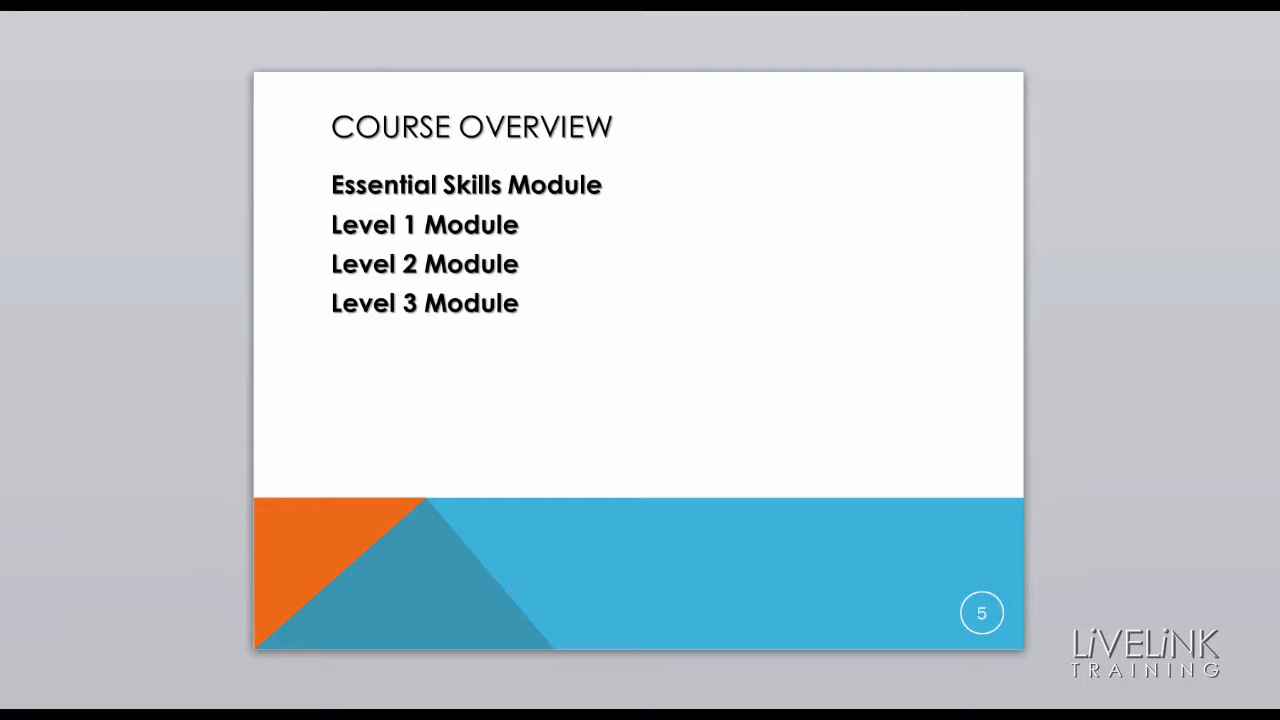 COURSE OVERVIEW
Essential Skills Module
Level 1 Module
Level 2 Module
Level 3 Module
5
LiVELiNK
TRAINING